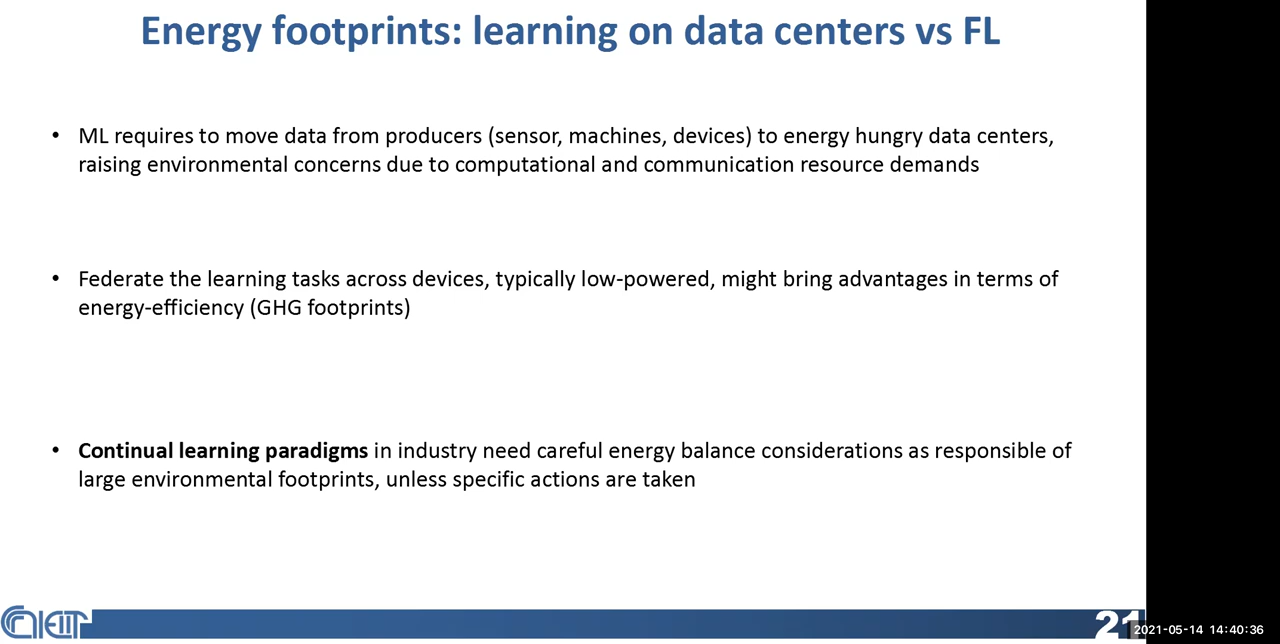 Energy footprints: learning on data centers vs FL
• ML requires to move data from producers (sensor, machines, devices) to energy hungry data centers,
raising environmental concerns due to computational and communication resource demands
• Federate the learning tasks across devices, typically low-powered, might bring advantages in terms of
energy-efficiency (GHG footprints)
• Continual learning paradigms in industry need careful energy balance considerations as responsible of
large environmental footprints, unless specific actions are taken
21
2021-05-14 14:40:36